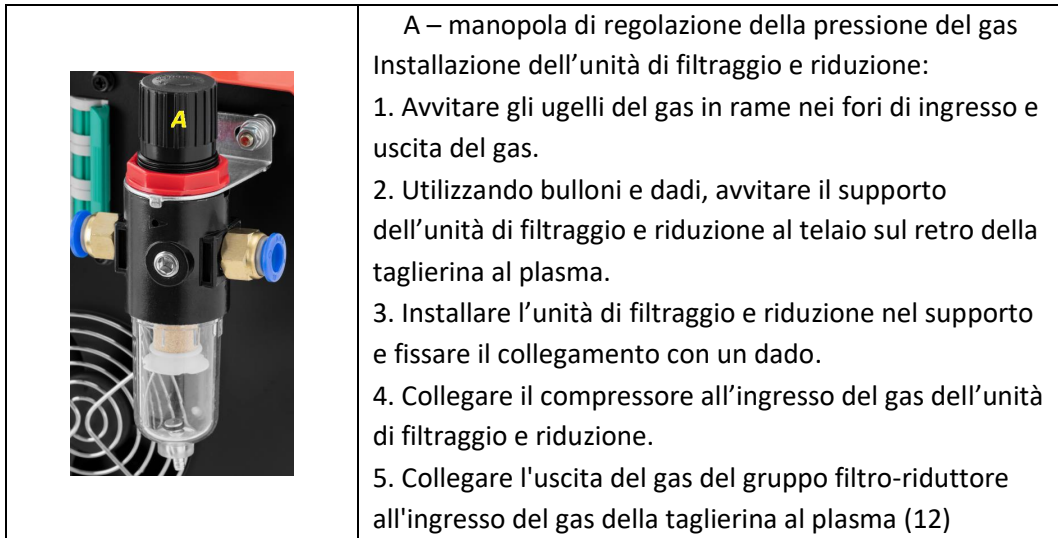 A
A – manopola di regolazione della pressione del gas
Installazione dell’unità di filtraggio e riduzione:
1. Avvitare gli ugelli del gas in rame nei fori di ingresso e
uscita del gas.
2. Utilizzando bulloni e dadi, avvitare il supporto
dell’unità di filtraggio e riduzione al telaio sul retro della
taglierina al plasma.
3. Installare l’unità di filtraggio e riduzione nel supporto
e fissare il collegamento con un dado.
4. Collegare il compressore all’ingresso del gas dell’unità
di filtraggio e riduzione.
5. Collegare l'uscita del gas del gruppo filtro-riduttore
all'ingresso del gas della taglierina al plasma (12)